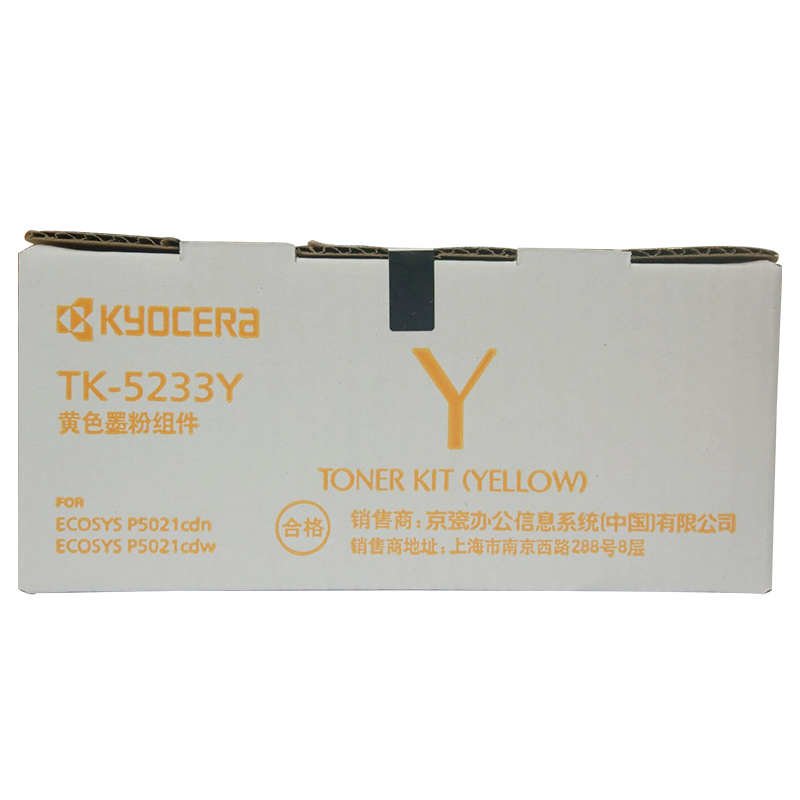 KYOCERA
TK-5233Y
黄色墨粉组件
Y
TONER KIT (YELLOW)
FOR
ECOSYS P5021cdn
ECOSYS P5021cdw
合格
销售商：京瓷办公信息系统(中国)有限公司
销售商地址：上海市南京西路288号8层